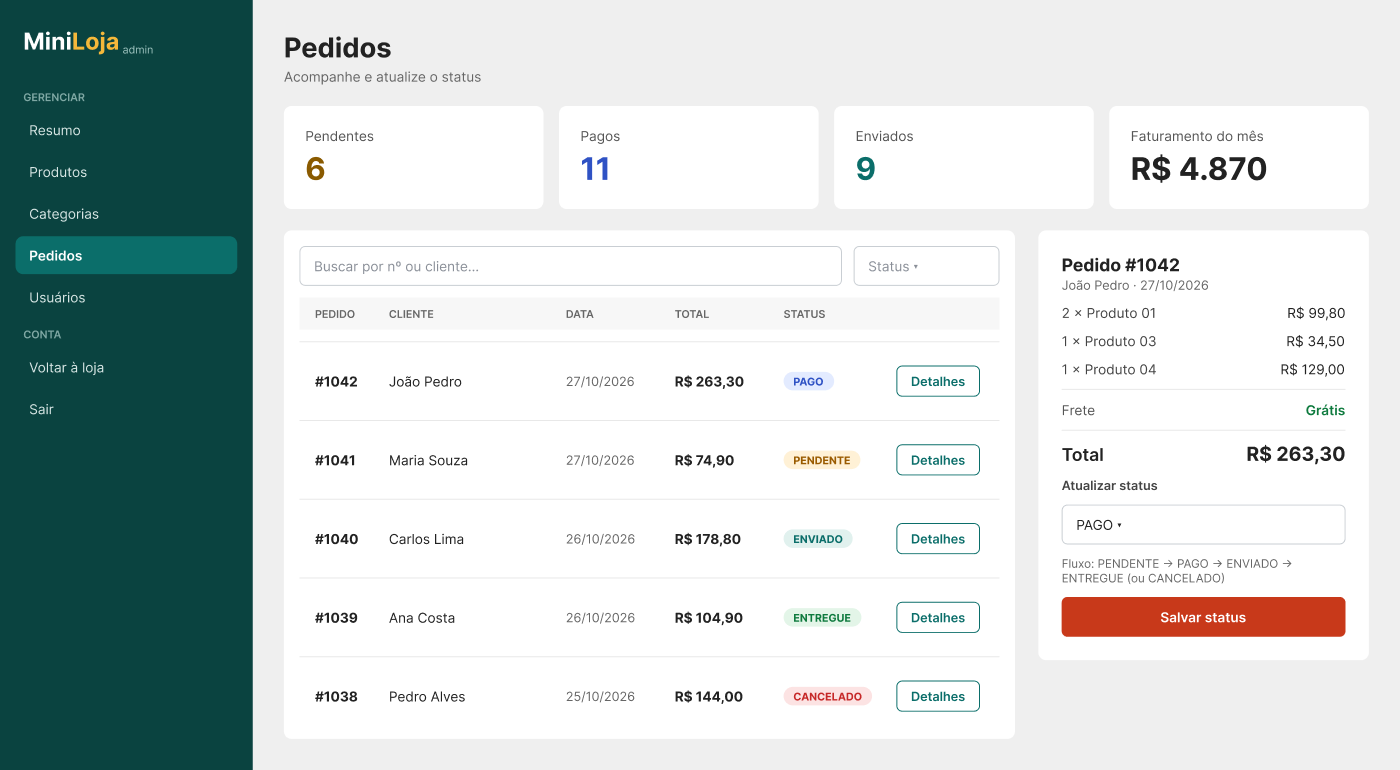 MiniLoja admin
GERENCIAR
Resumo
Produtos
Categorias
Pedidos
Usuários
CONTA
Voltar à loja
Sair
Pedidos
Acompanhe e atualize o status
Pendentes
6
Pagos
11
Enviados
9
Faturamento do mês
R$ 4.870
Buscar por nº ou cliente... Status ▾
PEDIDO CLIENTE DATA TOTAL STATUS
#1042 João Pedro 27/10/2026 R$ 263,30 PAGO Detalhes
#1041 Maria Souza 27/10/2026 R$ 74,90 PENDENTE Detalhes
#1040 Carlos Lima 26/10/2026 R$ 178,80 ENVIADO Detalhes
#1039 Ana Costa 26/10/2026 R$ 104,90 ENTREGUE Detalhes
#1038 Pedro Alves 25/10/2026 R$ 144,00 CANCELADO Detalhes
Pedido #1042
João Pedro · 27/10/2026
2 × Produto 01 R$ 99,80
1 × Produto 03 R$ 34,50
1 × Produto 04 R$ 129,00
Frete Grátis
Total R$ 263,30
Atualizar status
PAGO ▾
Fluxo: PENDENTE → PAGO → ENVIADO →
ENTREGUE (ou CANCELADO)
Salvar status